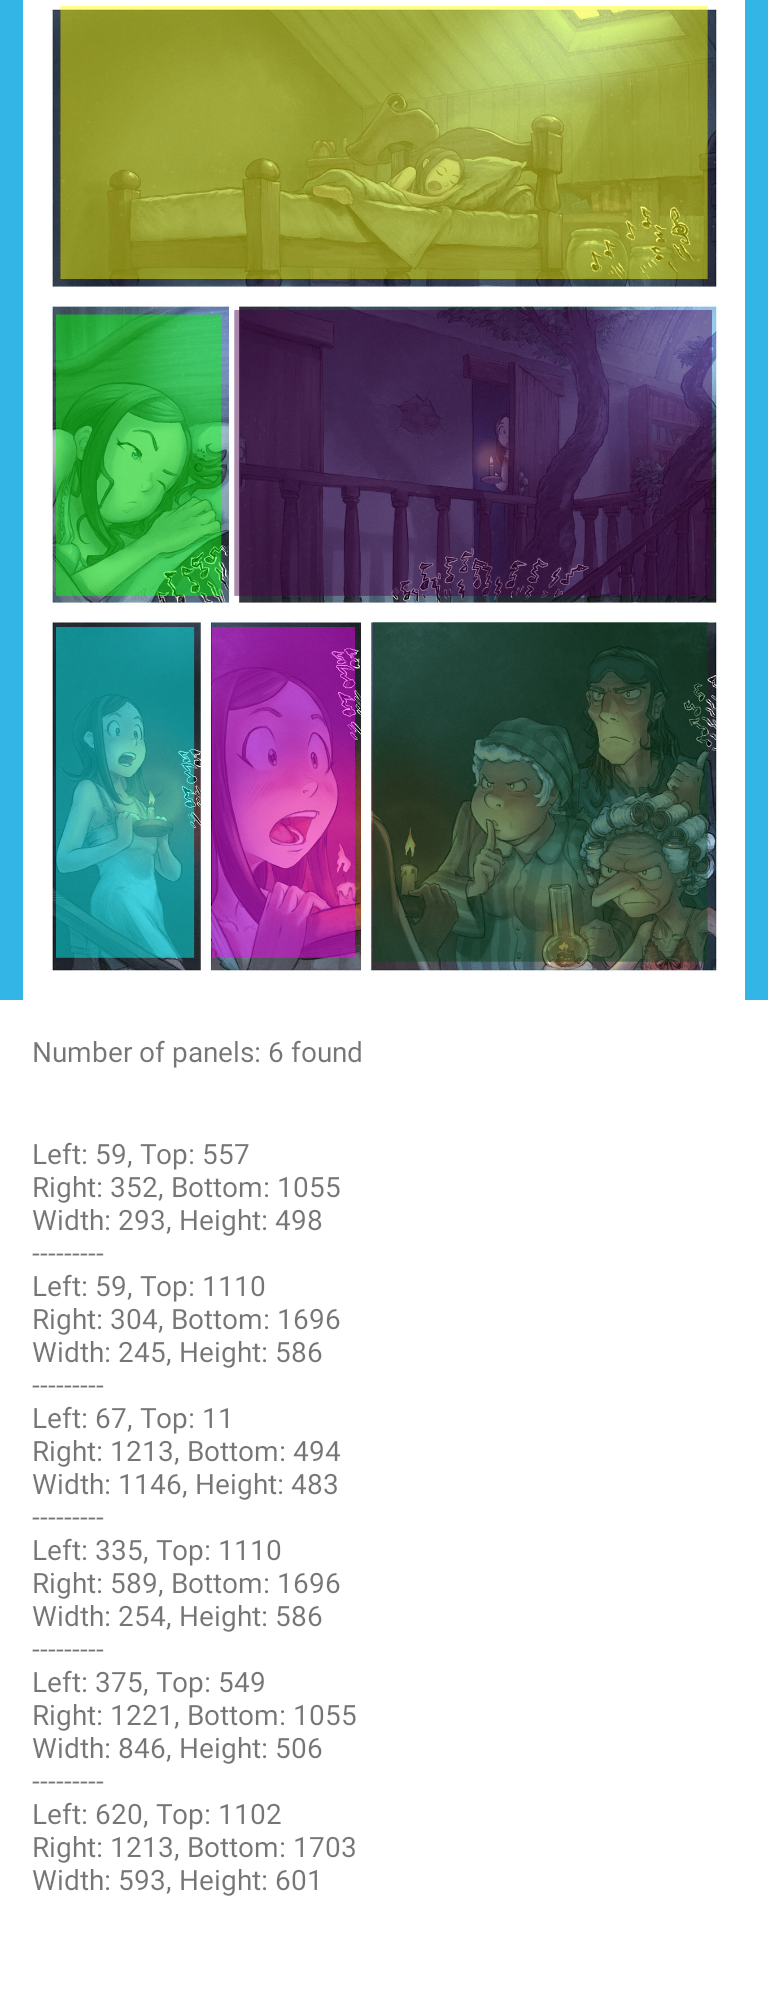 Number of panels: 6 found
Left: 59, Top: 557
Right: 352, Bottom: 1055
Width: 293, Height: 498
---------
Left: 59, Top: 1110
Right: 304, Bottom: 1696
Width: 245, Height: 586
---------
Left: 67, Top: 11
Right: 1213, Bottom: 494
Width: 1146, Height: 483
---------
Left: 335, Top: 1110
Right: 589, Bottom: 1696
Width: 254, Height: 586
---------
Left: 375, Top: 549
Right: 1221, Bottom: 1055
Width: 846, Height: 506
---------
Left: 620, Top: 1102
Right: 1213, Bottom: 1703
Width: 593, Height: 601